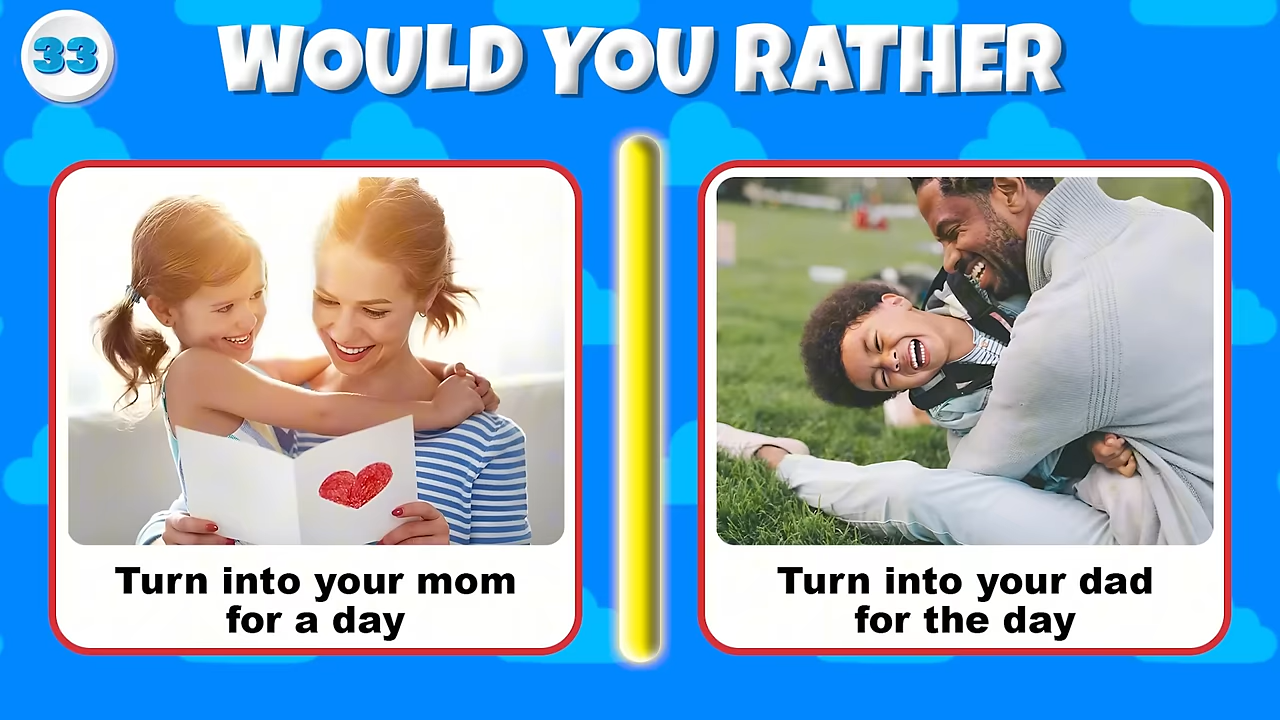 33
WOULD YOU RATHER
Turn into your mom
for a day
Turn into your dad
for the day